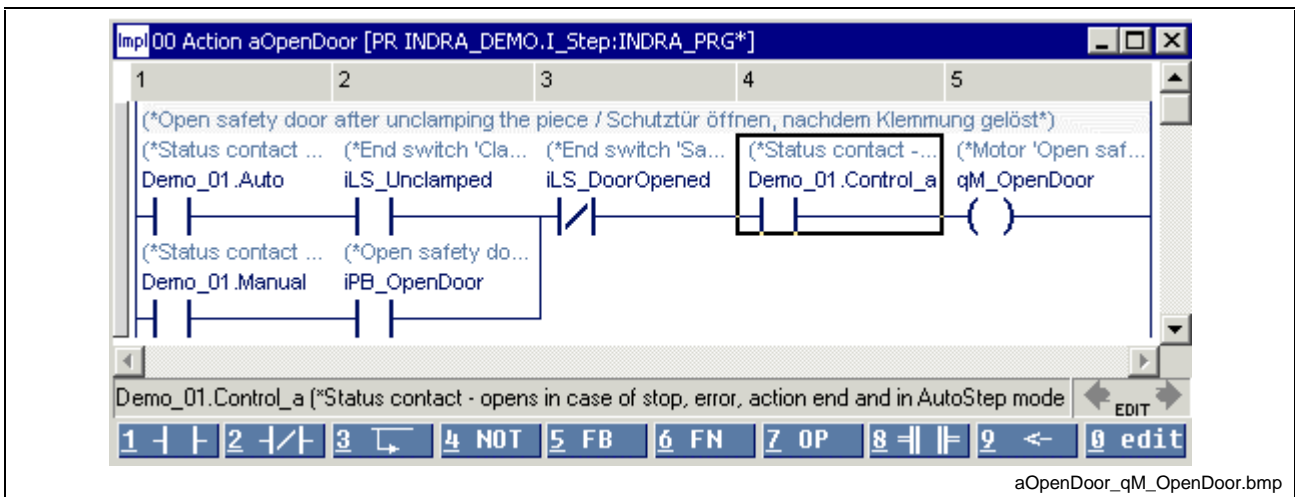 Impl 00 Action aOpenDoor [PR INDRA_DEMO.I_Step:INDRA_PRG*]
1 2 3 4 5
(*Open safety door after unclamping the piece / Schutztür öffnen, nachdem Klemmung gelöst*)
(*Status contact ... (*End switch 'Cla... (*End switch 'Sa... (*Status contact -... (*Motor 'Open saf...
Demo_01.Auto iLS_Unclamped iLS_DoorOpened Demo_01.Control_a qM_OpenDoor
(*Status contact ... (*Open safety do...
Demo_01.Manual iPB_OpenDoor
Demo_01.Control_a (*Status contact - opens in case of stop, error, action end and in AutoStep mode EDIT
1 2 3 4 NOT 5 FB 6 FN 7 OP 8 9 <- 0 edit
aOpenDoor_qM_OpenDoor.bmp